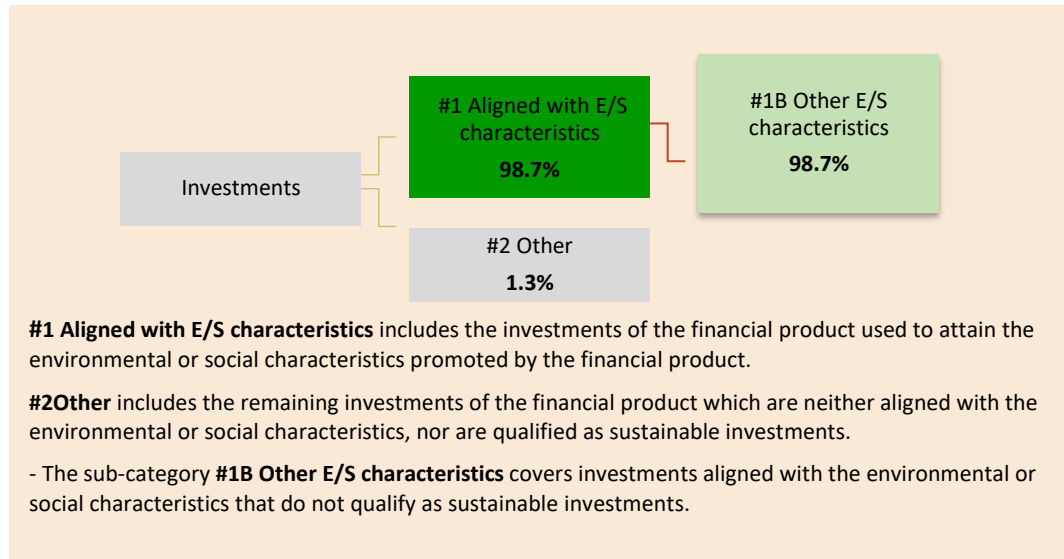 #1 Aligned with E/S
characteristics
98.7%
#1B Other E/S
characteristics
98.7%
Investments
#2 Other
1.3%
#1 Aligned with E/S characteristics includes the investments of the financial product used to attain the
environmental or social characteristics promoted by the financial product.
#2Other includes the remaining investments of the financial product which are neither aligned with the
environmental or social characteristics, nor are qualified as sustainable investments.
- The sub-category #1B Other E/S characteristics covers investments aligned with the environmental or
social characteristics that do not qualify as sustainable investments.